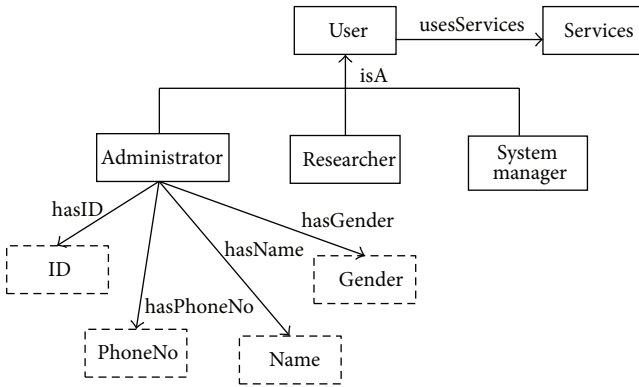 User
usesServices
Services
isA
Administrator
Researcher
System
manager
hasID
hasGender
hasName
ID
Gender
hasPhoneNo
PhoneNo
Name